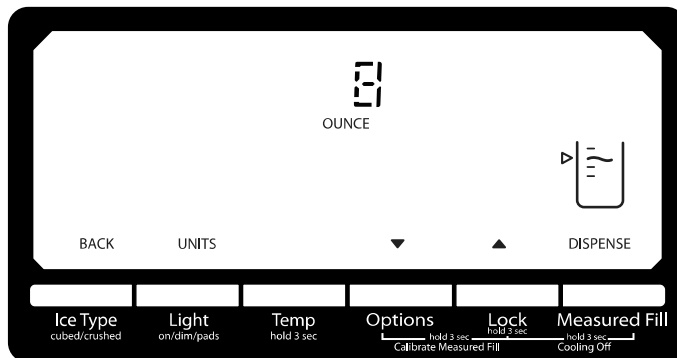 8
OUNCE
BACK UNITS ▼ ▲ DISPENSE
Ice Type Light Temp Options Lock Measured Fill
cubed/crushed on/dim/pads hold 3 sec hold 3 sec hold 3 sec hold 3 sec
Calibrate Measured Fill Cooling Off